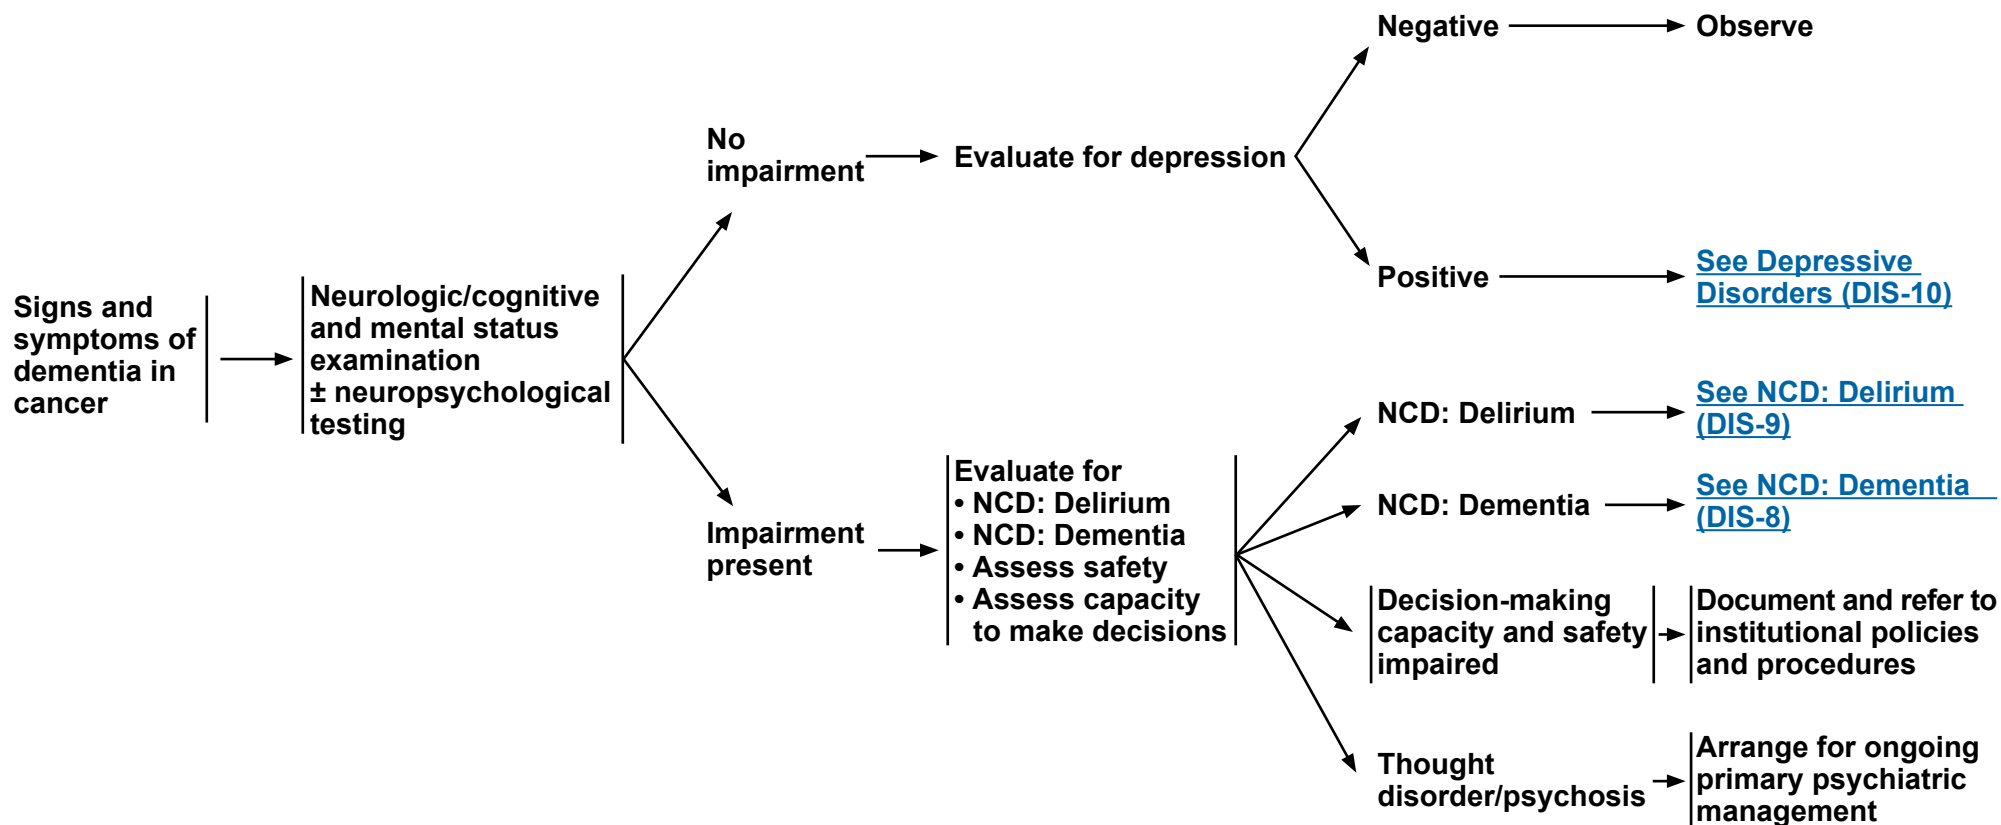 Signs and
symptoms of
dementia in
cancer
Neurologic/cognitive
and mental status
examination
± neuropsychological
testing
No
impairment
Evaluate for depression
Negative
Observe
Positive
See Depressive
Disorders (DIS-10)
Impairment
present
Evaluate for
• NCD: Delirium
• NCD: Dementia
• Assess safety
• Assess capacity
to make decisions
NCD: Delirium
See NCD: Delirium
(DIS-9)
NCD: Dementia
See NCD: Dementia
(DIS-8)
Decision-making
capacity and safety
impaired
Document and refer to
institutional policies
and procedures
Thought
disorder/psychosis
Arrange for ongoing
primary psychiatric
management